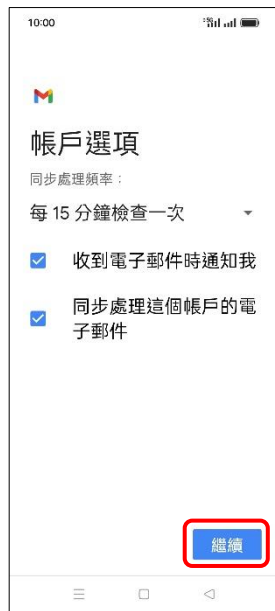 10:00
5G
帳戶選項
同步處理頻率：
每 15 分鐘檢查一次
收到電子郵件時通知我
同步處理這個帳戶的電
子郵件
繼續